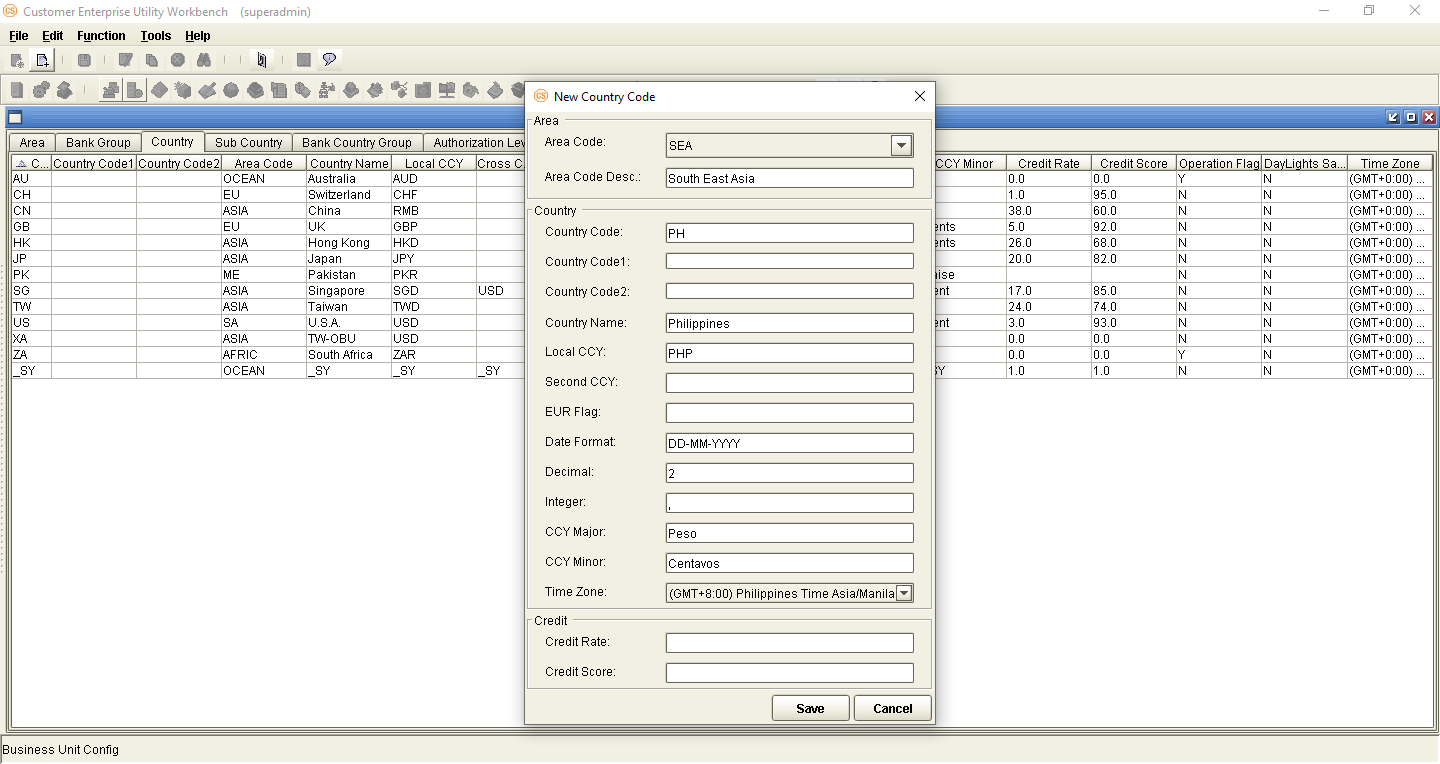 CS Customer Enterprise Utility Workbench (superadmin)
File Edit Function Tools Help
Area Bank Group Country Sub Country Bank Country Group Authorization Lev
C... Country Code1 Country Code2 Area Code Country Name Local CCY Cross C CCY Minor Credit Rate Credit Score Operation Flag DayLights Sa... Time Zone
AU OCEAN Australia AUD 0.0 0.0 Y N (GMT+0:00) ...
CH EU Switzerland CHF 1.0 95.0 N N (GMT+0:00) ...
CN ASIA China RMB 38.0 60.0 N N (GMT+0:00) ...
GB EU UK GBP ents 5.0 92.0 N N (GMT+0:00) ...
HK ASIA Hong Kong HKD ents 26.0 68.0 N N (GMT+0:00) ...
JP ASIA Japan JPY 20.0 82.0 N N (GMT+0:00) ...
PK ME Pakistan PKR aise N N (GMT+0:00) ...
SG ASIA Singapore SGD USD ent 17.0 85.0 N N (GMT+0:00) ...
TW ASIA Taiwan TWD 24.0 74.0 N N (GMT+0:00) ...
US SA U.S.A. USD ent 3.0 93.0 N N (GMT+0:00) ...
XA ASIA TW-OBU USD 0.0 0.0 N N (GMT+0:00) ...
ZA AFRIC South Africa ZAR 0.0 0.0 Y N (GMT+0:00) ...
_SY OCEAN _SY _SY _SY SY 1.0 1.0 N N (GMT+0:00) ...
CS New Country Code
Area
Area Code: SEA
Area Code Desc.: South East Asia
Country
Country Code: PH
Country Code1:
Country Code2:
Country Name: Philippines
Local CCY: PHP
Second CCY:
EUR Flag:
Date Format: DD-MM-YYYY
Decimal: 2
Integer: ,
CCY Major: Peso
CCY Minor: Centavos
Time Zone: (GMT+8:00) Philippines Time Asia/Manila
Credit
Credit Rate:
Credit Score:
Save Cancel
Business Unit Config